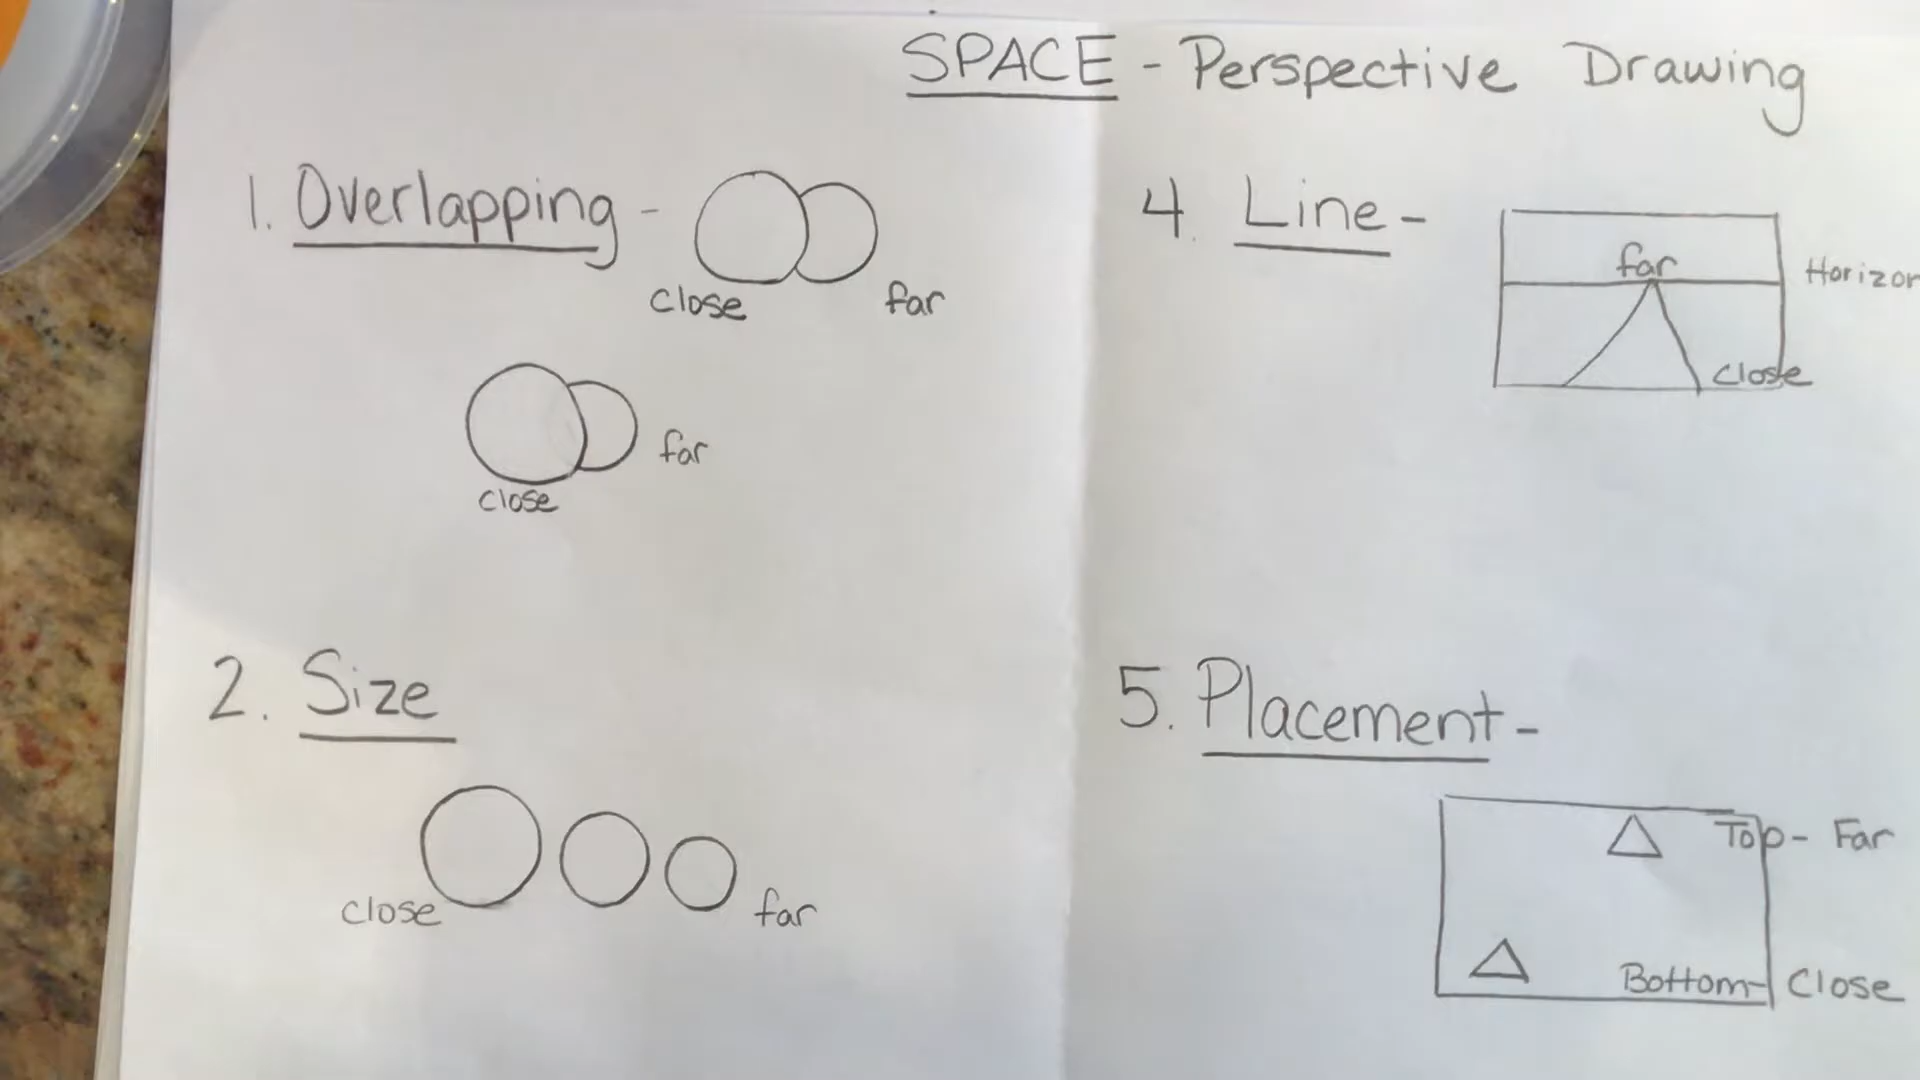 SPACE - Perspective Drawing
1. Overlapping -
close far
far
close
2. Size
close far
4. Line -
far
Horizon
close
5. Placement -
Top - Far
Bottom - Close